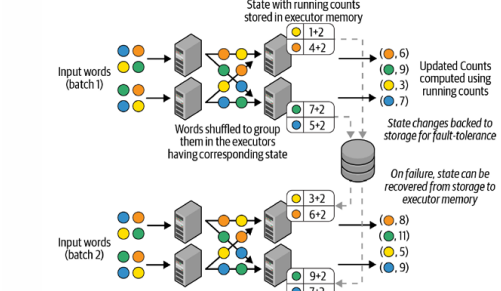 State with running counts
stored in executor memory
1+2
4+2
(, 6)
(, 9)
(, 3)
(, 7)
Input words
(batch 1)
Updated Counts
computed using
running counts
7+2
5+2
Words shuffled to group
them in the executors
having corresponding state
State changes backed to
storage for fault-tolerance
On failure, state can be
recovered from storage to
executor memory
3+2
6+2
(, 8)
(, 11)
(, 5)
(, 9)
Input words
(batch 2)
9+2
7+2